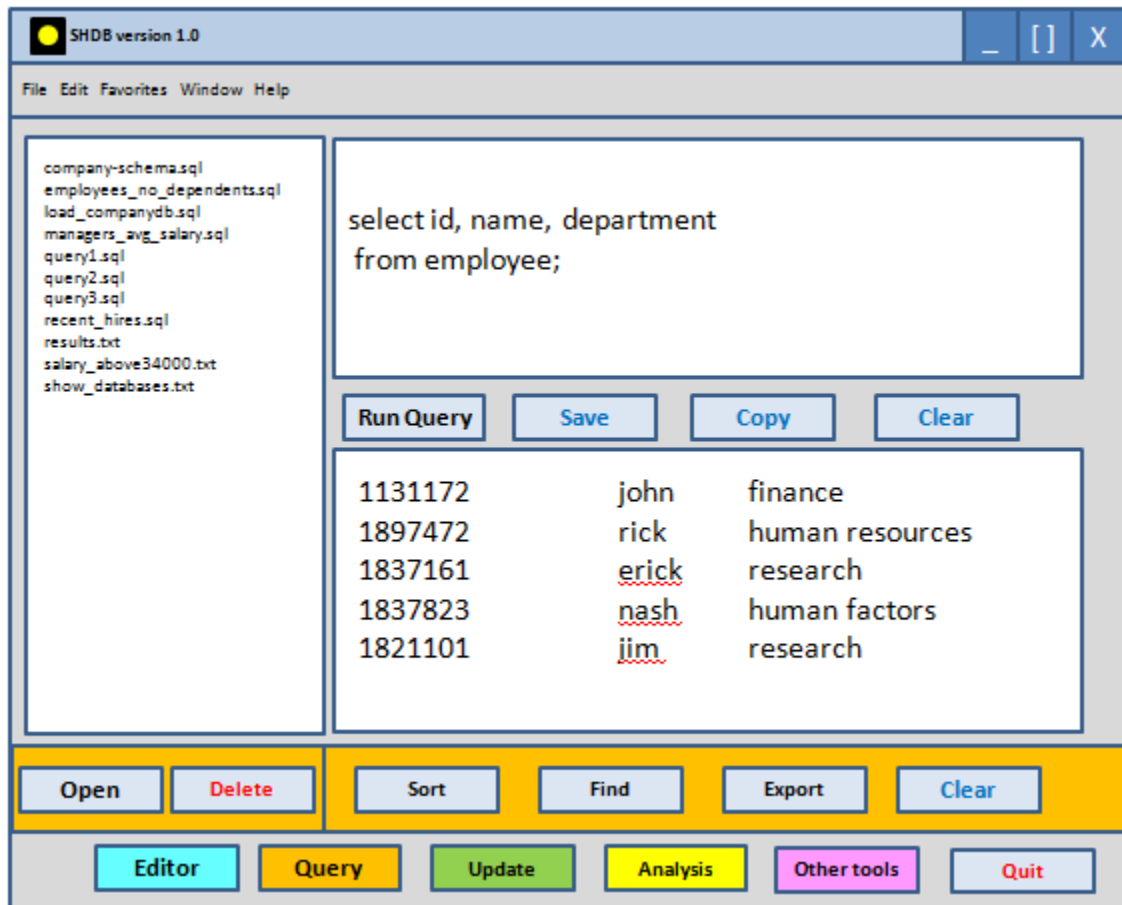 SHDB version 1.0
_ [ ] X
File Edit Favorites Window Help
company-schema.sql
employees_no_dependents.sql
load_companydb.sql
managers_avg_salary.sql
query1.sql
query2.sql
query3.sql
recent_hires.sql
results.txt
salary_above34000.txt
show_databases.txt
select id, name, department
from employee;
Run Query Save Copy Clear
1131172 john finance
1897472 rick human resources
1837161 erick research
1837823 nash human factors
1821101 jim research
Open Delete Sort Find Export Clear
Editor Query Update Analysis Other tools Quit